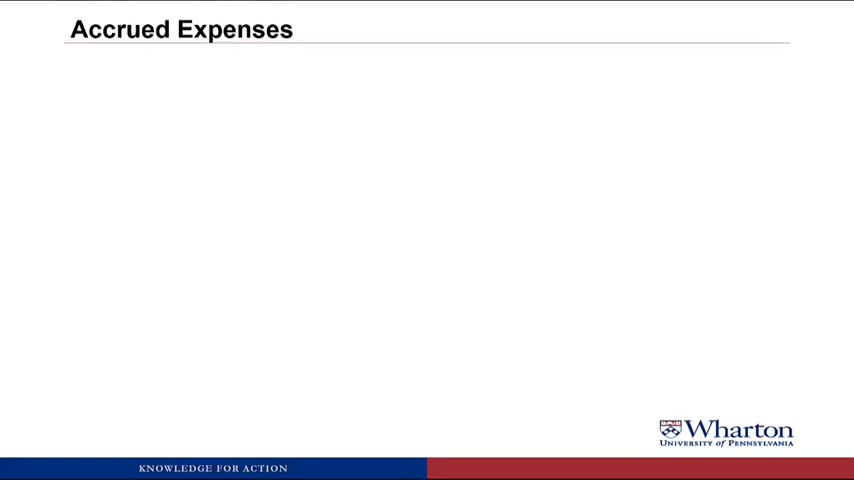 Accrued Expenses
Wharton
UNIVERSITY of PENNSYLVANIA
KNOWLEDGE FOR ACTION